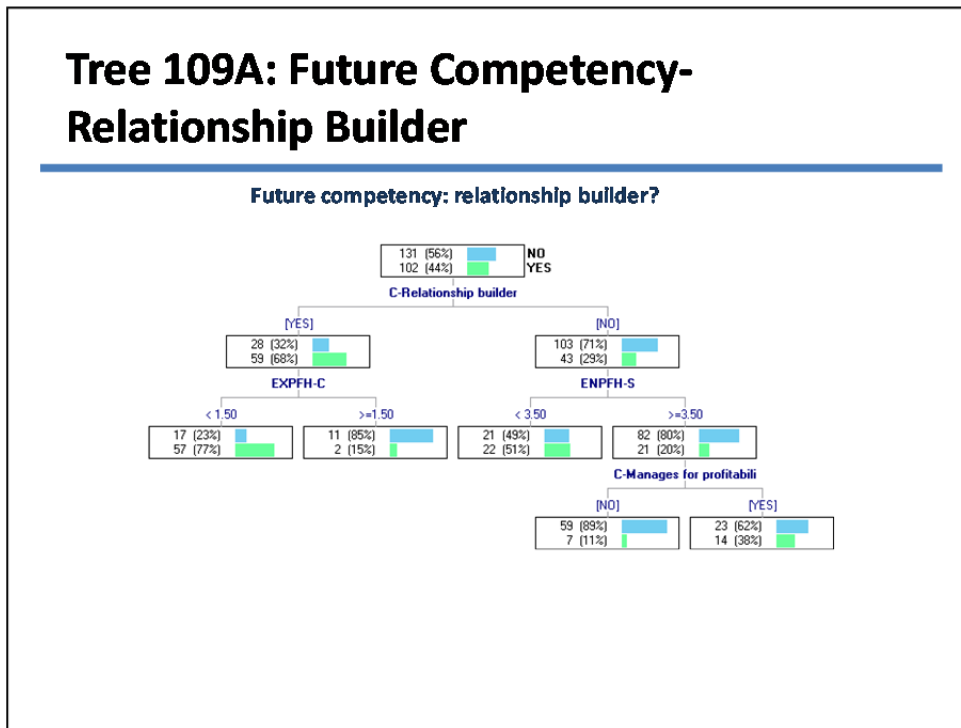 Tree 109A: Future Competency-
Relationship Builder
Future competency: relationship builder?
131 (56%) NO
102 (44%) YES
C-Relationship builder
[YES] [NO]
28 (32%) 103 (71%)
59 (68%) 43 (29%)
EXPFH-C ENPFH-S
< 1.50 >=1.50 < 3.50 >=3.50
17 (23%) 11 (85%) 21 (49%) 82 (80%)
57 (77%) 2 (15%) 22 (51%) 21 (20%)
C-Manages for profitabili
[NO] [YES]
59 (89%) 23 (62%)
7 (11%) 14 (38%)